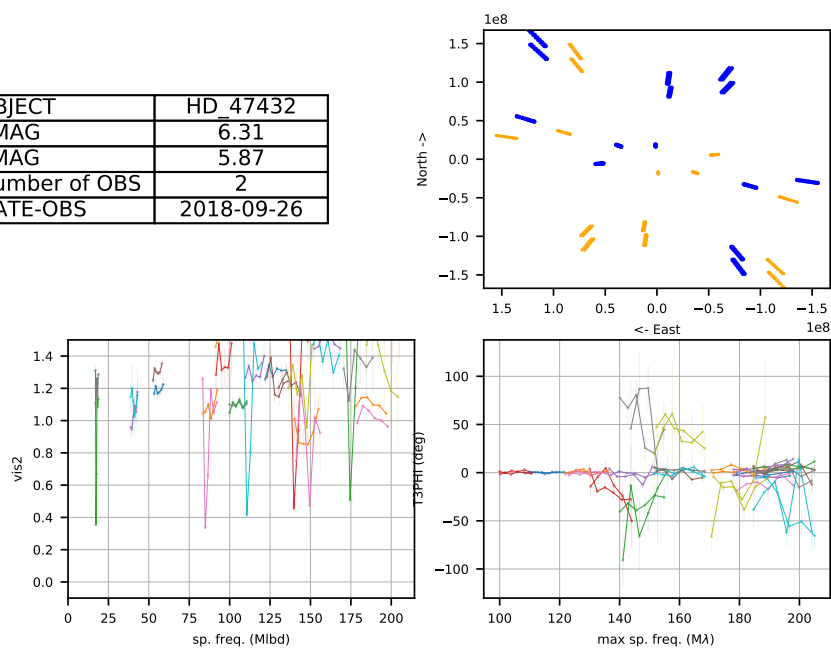 BJECT HD_47432
MAG 6.31
MAG 5.87
umber of OBS 2
ATE-OBS 2018-09-26
1e8
1.5
1.0
0.5
0.0
−0.5
−1.0
−1.5
North ->
1.5 1.0 0.5 0.0 −0.5 −1.0 −1.5
<- East
1e8
1.4
1.2
1.0
0.8
0.6
0.4
0.2
0.0
vis2
0 25 50 75 100 125 150 175 200
sp. freq. (Mlbd)
100
50
0
−50
−100
T3PHI (deg)
100 120 140 160 180 200
max sp. freq. (Mλ)